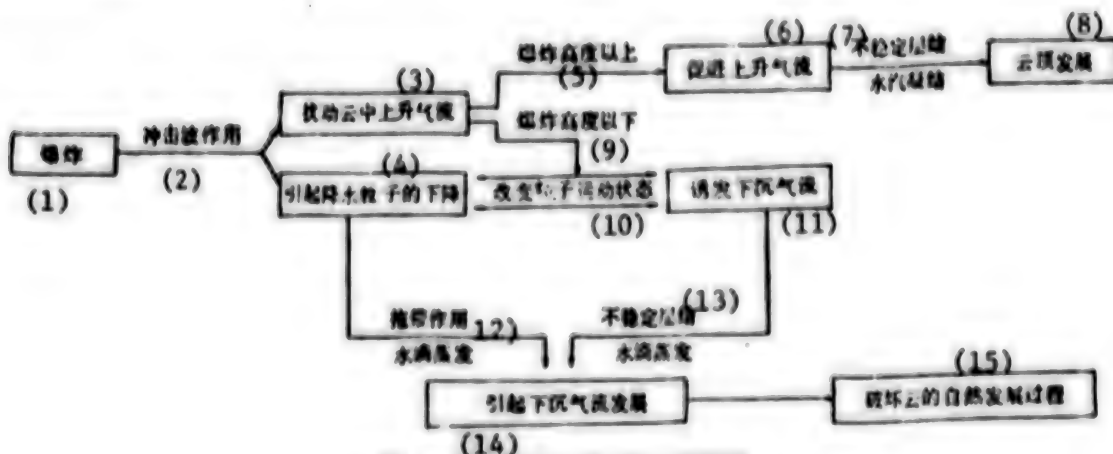 爆炸
(1)
冲击波作用
(2)
(3)
扰动云中上升气流
(4)
引起降水粒子的下降
爆炸高度以上
(5)
(6)
促进上升气流
(7)
不稳定层结
水汽凝结
(8)
云顶发展
爆炸高度以下
(9)
改变粒子运动状态
(10)
诱发下沉气流
(11)
拖带作用
12)
水滴蒸发
(13)
不稳定层结
水滴蒸发
引起下沉气流发展
(14)
(15)
破坏云的自然发展过程